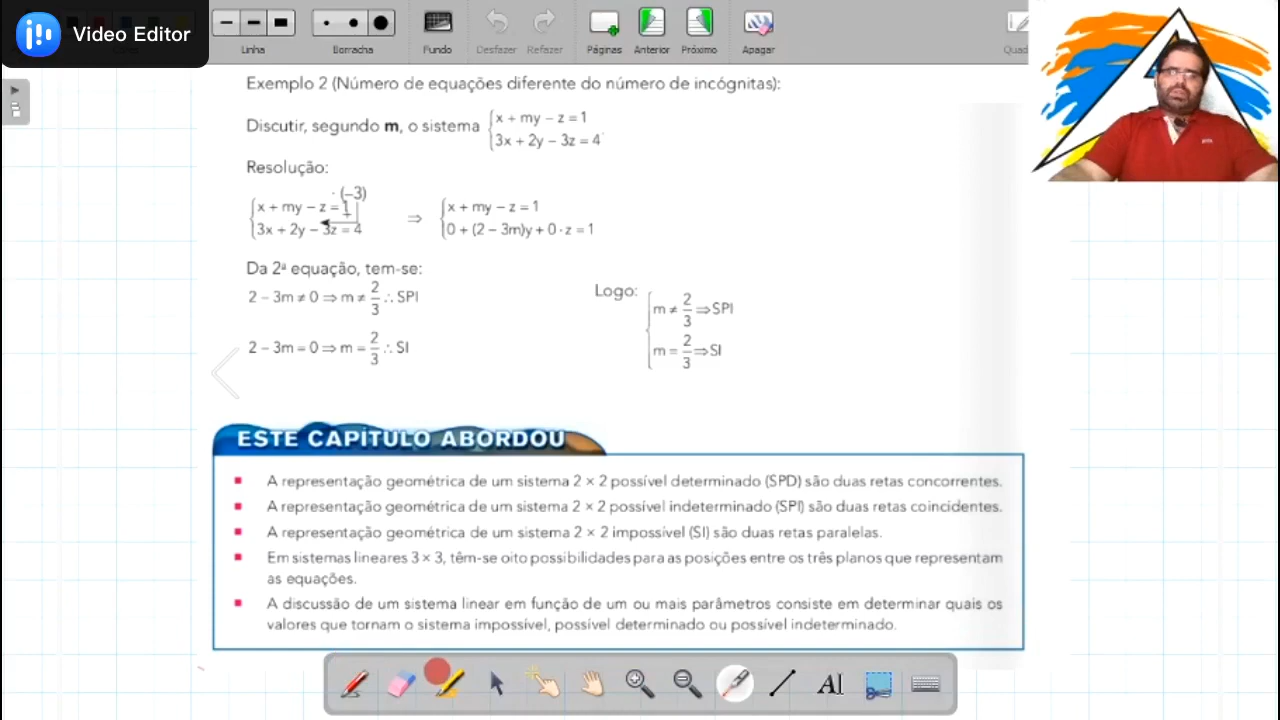 Video Editor
Linha
Borracha
Fundo
Desfazer
Refazer
Páginas
Anterior
Próximo
Apagar
Quad
Exemplo 2 (Número de equações diferente do número de incógnitas):
Discutir, segundo m, o sistema {x + my – z = 1
{3x + 2y – 3z = 4
Resolução:
· (–3)
{x + my – z = 1
{3x + 2y – 3z = 4
⇒
{x + my – z = 1
{0 + (2 – 3m)y + 0 · z = 1
Da 2ª equação, tem-se:
2 – 3m ≠ 0 ⇒ m ≠ 2/3 ∴ SPI
2 – 3m = 0 ⇒ m = 2/3 ∴ SI
Logo:
m ≠ 2/3 ⇒ SPI
m = 2/3 ⇒ SI
ESTE CAPÍTULO ABORDOU
A representação geométrica de um sistema 2 × 2 possível determinado (SPD) são duas retas concorrentes.
A representação geométrica de um sistema 2 × 2 possível indeterminado (SPI) são duas retas coincidentes.
A representação geométrica de um sistema 2 × 2 impossível (SI) são duas retas paralelas.
Em sistemas lineares 3 × 3, têm-se oito possibilidades para as posições entre os três planos que representam
as equações.
A discussão de um sistema linear em função de um ou mais parâmetros consiste em determinar quais os
valores que tornam o sistema impossível, possível determinado ou possível indeterminado.
AI